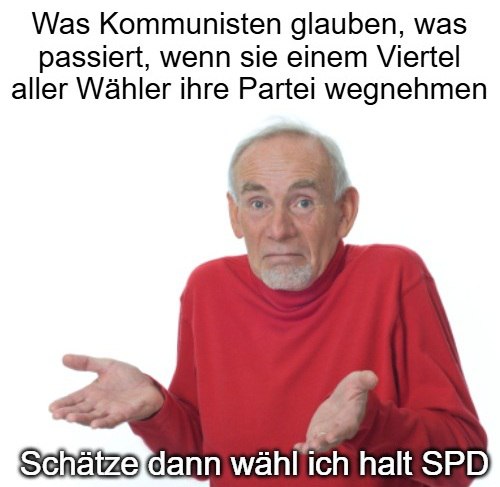 Was Kommunisten glauben, was
passiert, wenn sie einem Viertel
aller Wähler ihre Partei wegnehmen
Schätze dann wähl ich halt SPD